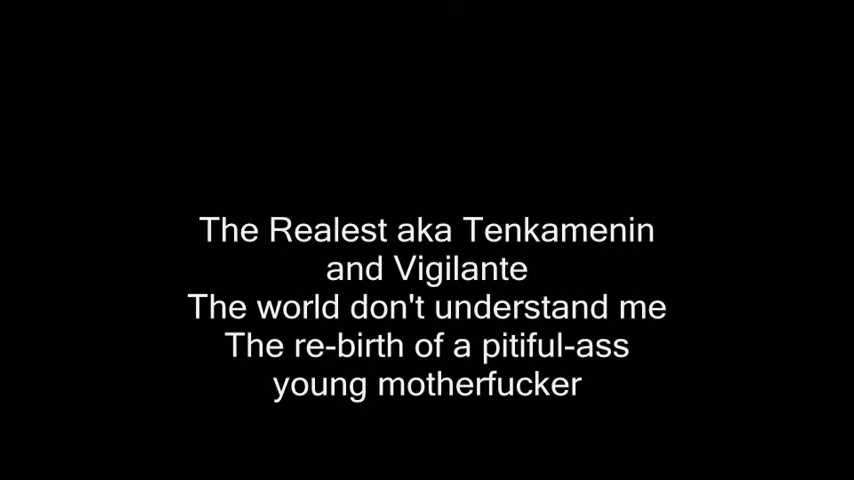 The Realest aka Tenkamenin
and Vigilante
The world don't understand me
The re-birth of a pitiful-ass
young motherfucker